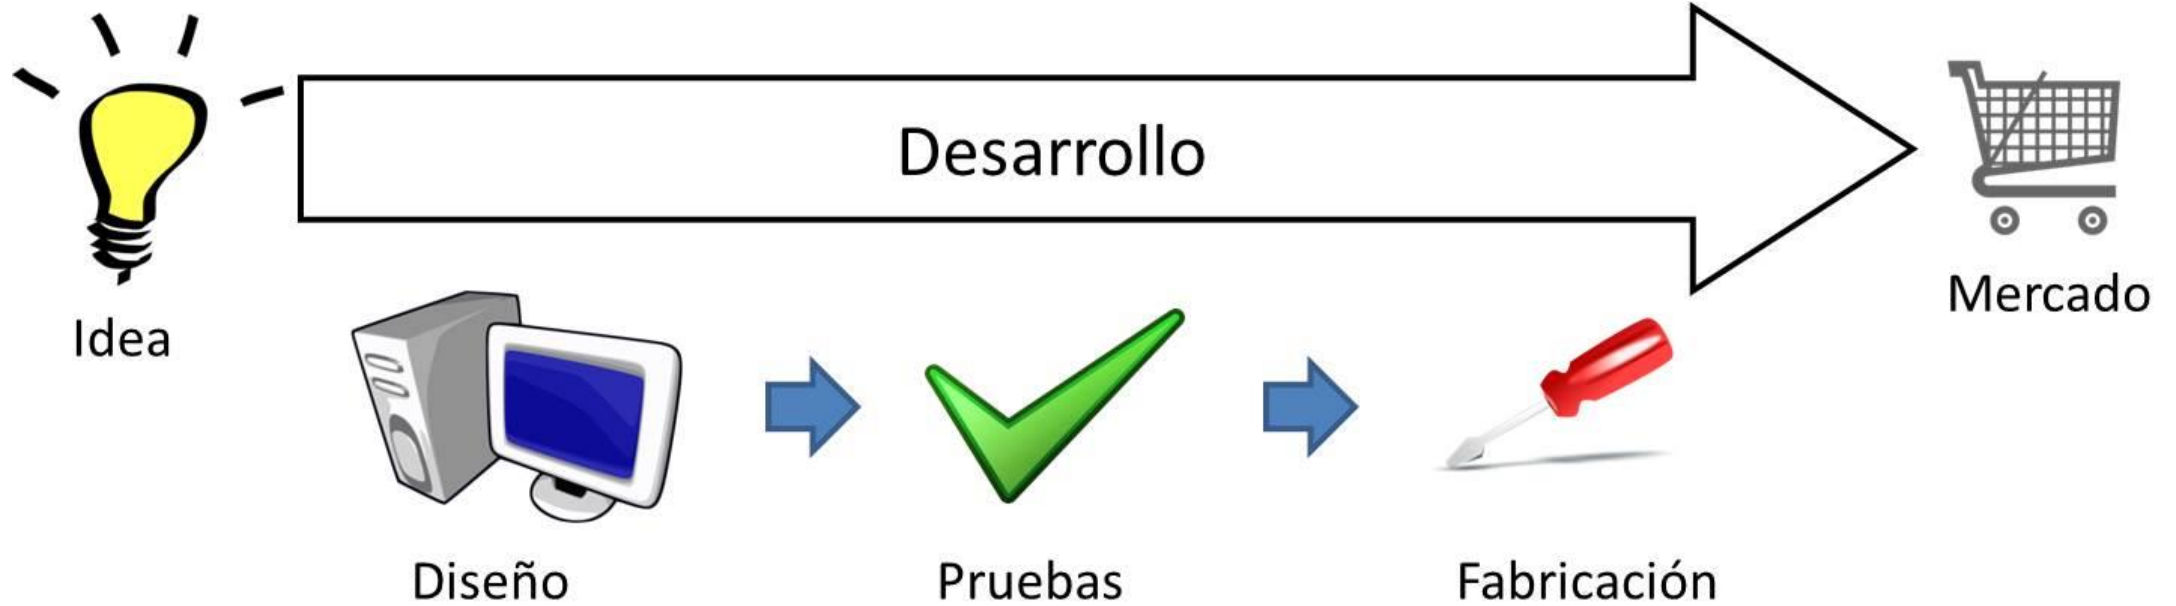 Desarrollo
Idea
Mercado
Diseño
Pruebas
Fabricación